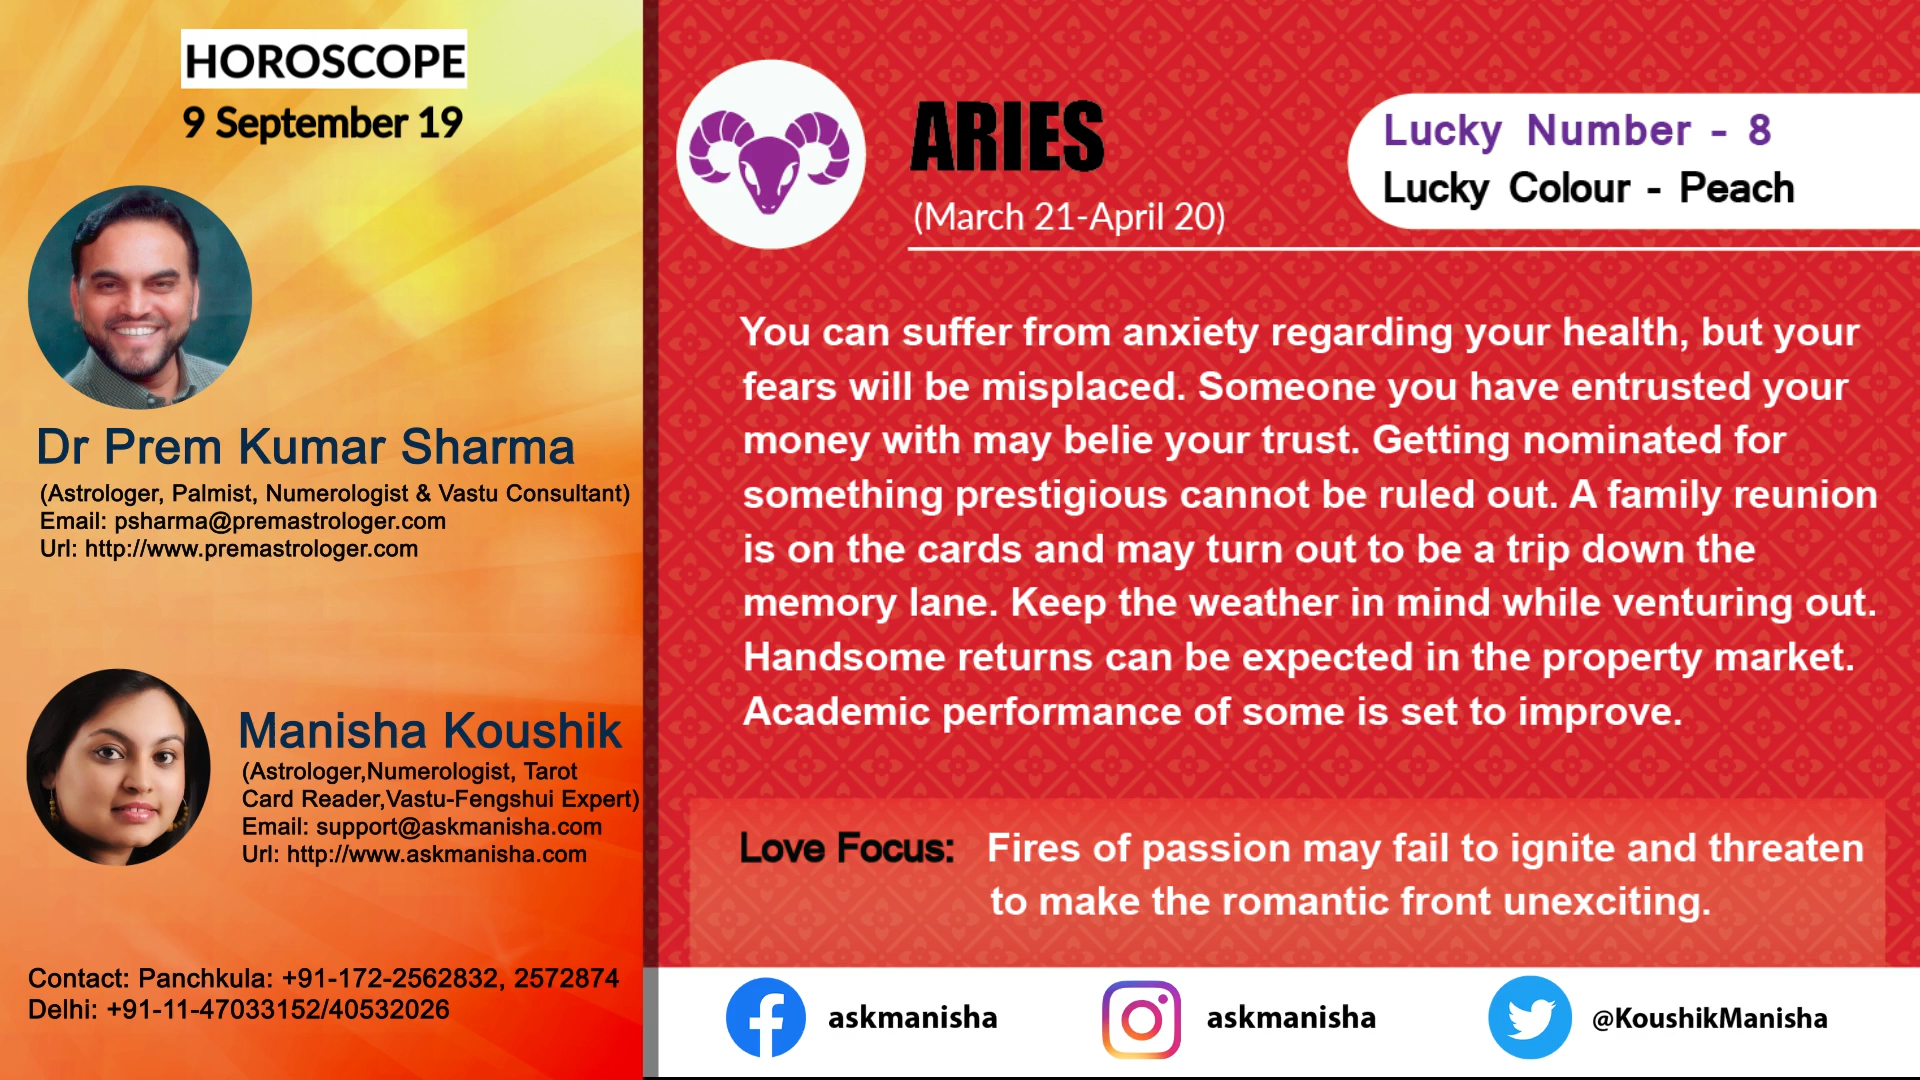 HOROSCOPE
9 September 19
Dr Prem Kumar Sharma
(Astrologer, Palmist, Numerologist & Vastu Consultant)
Email: psharma@premastrologer.com
Url: http://www.premastrologer.com
Manisha Koushik
(Astrologer,Numerologist, Tarot
Card Reader,Vastu-Fengshui Expert)
Email: support@askmanisha.com
Url: http://www.askmanisha.com
Contact: Panchkula: +91-172-2562832, 2572874
Delhi: +91-11-47033152/40532026
ARIES
(March 21-April 20)
Lucky Number - 8
Lucky Colour - Peach
You can suffer from anxiety regarding your health, but your
fears will be misplaced. Someone you have entrusted your
money with may belie your trust. Getting nominated for
something prestigious cannot be ruled out. A family reunion
is on the cards and may turn out to be a trip down the
memory lane. Keep the weather in mind while venturing out.
Handsome returns can be expected in the property market.
Academic performance of some is set to improve.
Love Focus: Fires of passion may fail to ignite and threaten
to make the romantic front unexciting.
askmanisha
askmanisha
@KoushikManisha